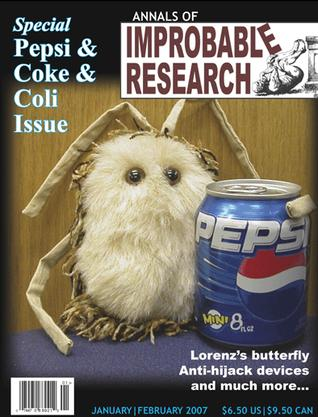 ANNALS OF
IMPROBABLE
RESEARCH
Special
Pepsi &
Coke &
Coli
Issue
PEPSI
MINI 8 FL OZ
Lorenz's butterfly
Anti-hijack devices
and much more...
JANUARY|FEBRUARY 2007 $6.50 US|$9.50 CAN